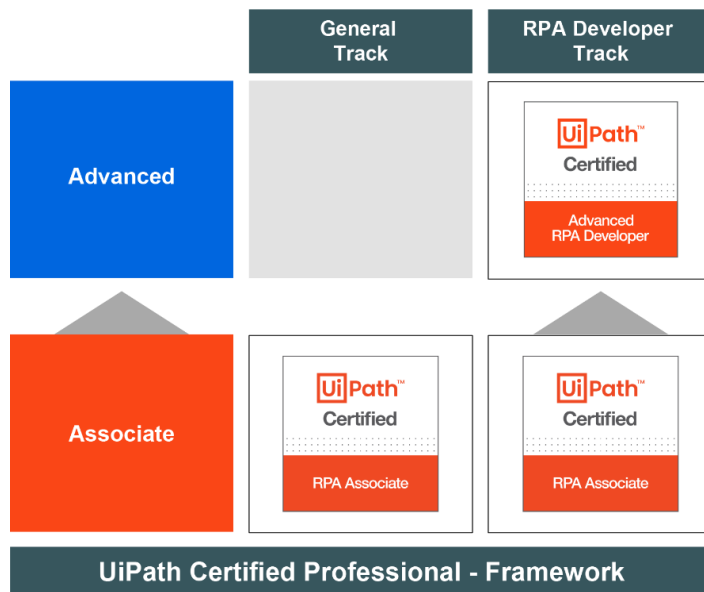 General
Track
RPA Developer
Track
Advanced
UiPath™
Certified
Advanced
RPA Developer
Associate
UiPath™
Certified
RPA Associate
UiPath™
Certified
RPA Associate
UiPath Certified Professional - Framework